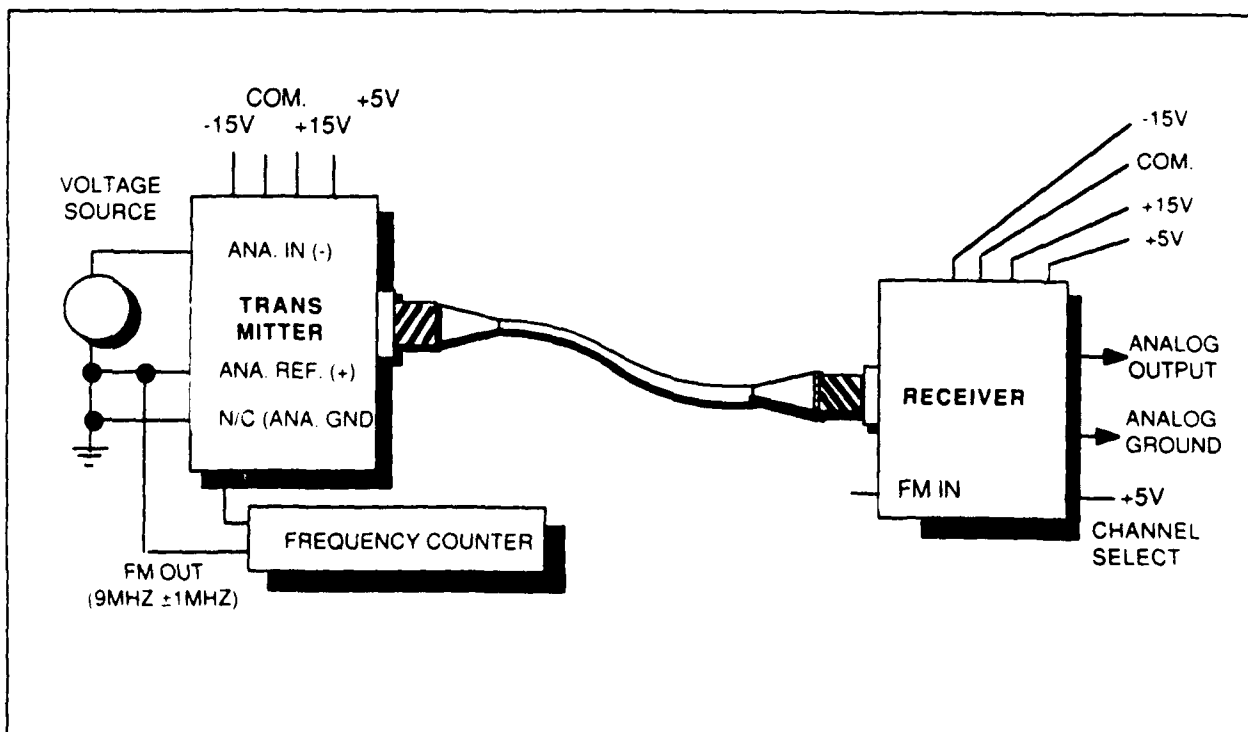 COM. +5V
-15V +15V
VOLTAGE
SOURCE
ANA. IN (-)
TRANS
MITTER
ANA. REF. (+)
N/C (ANA. GND
FREQUENCY COUNTER
FM OUT
(9MHZ ±1MHZ)
-15V
COM.
+15V
+5V
RECEIVER
ANALOG
OUTPUT
ANALOG
GROUND
FM IN
+5V
CHANNEL
SELECT